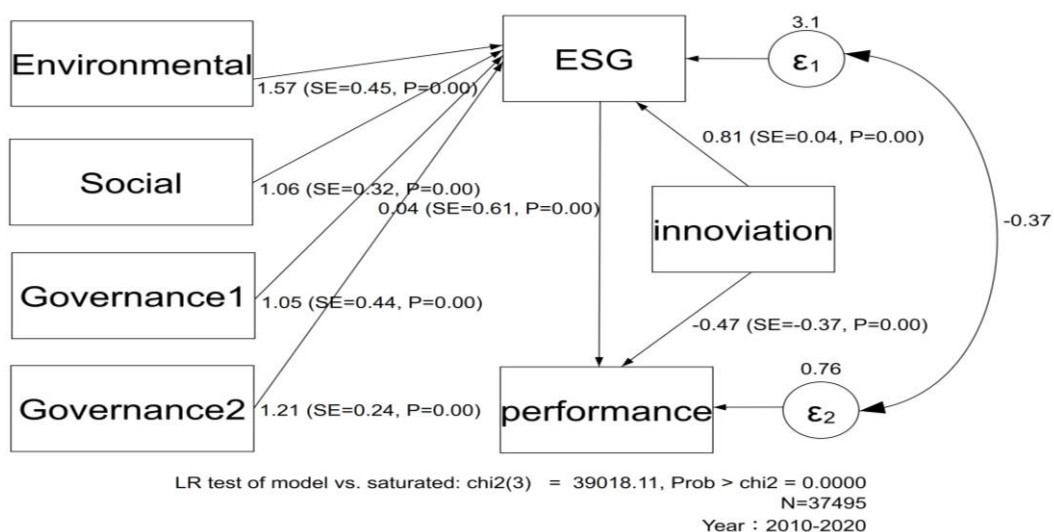 Environmental
1.57 (SE=0.45, P=0.00)
Social
1.06 (SE=0.32, P=0.00)
Governance1
1.05 (SE=0.44, P=0.00)
Governance2
1.21 (SE=0.24, P=0.00)
ESG
3.1
ε₁
0.81 (SE=0.04, P=0.00)
0.04 (SE=0.61, P=0.00)
innoviation
-0.37
-0.47 (SE=-0.37, P=0.00)
performance
0.76
ε₂
LR test of model vs. saturated: chi2(3) = 39018.11, Prob > chi2 = 0.0000
N=37495
Year：2010-2020